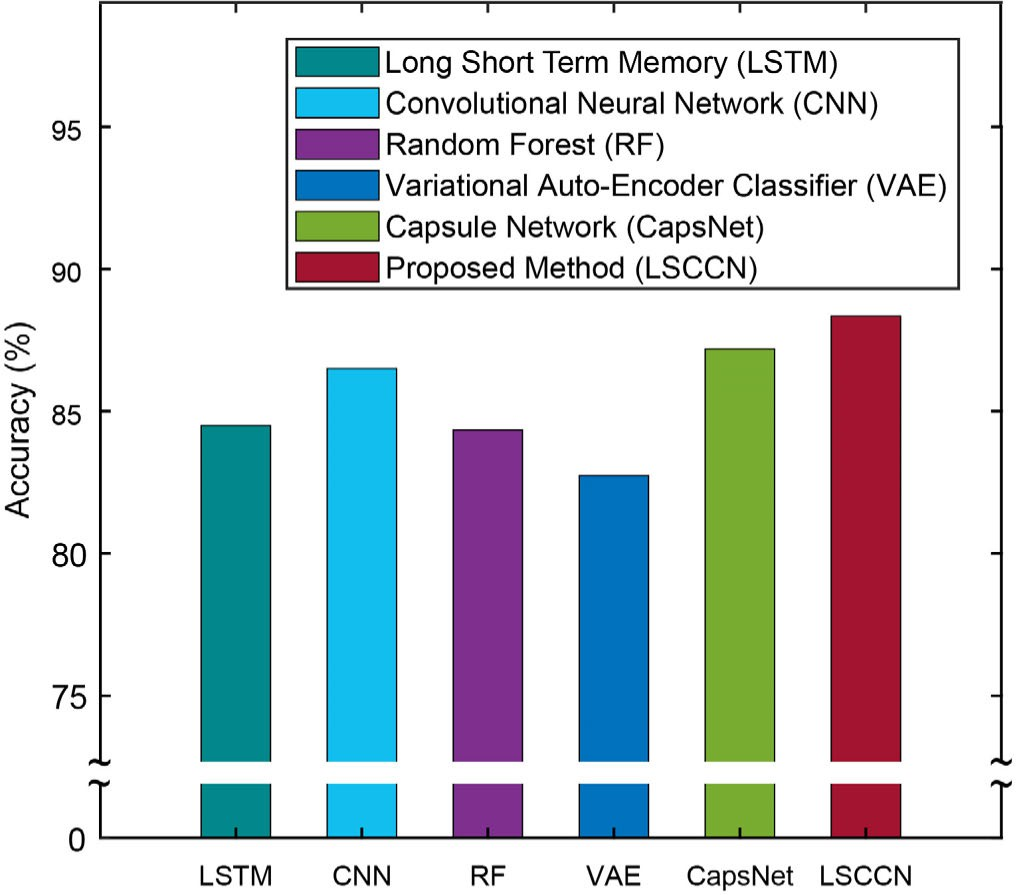 Long Short Term Memory (LSTM)
Convolutional Neural Network (CNN)
Random Forest (RF)
Variational Auto-Encoder Classifier (VAE)
Capsule Network (CapsNet)
Proposed Method (LSCCN)
Accuracy (%)
95
90
85
80
75
0
LSTM CNN RF VAE CapsNet LSCCN